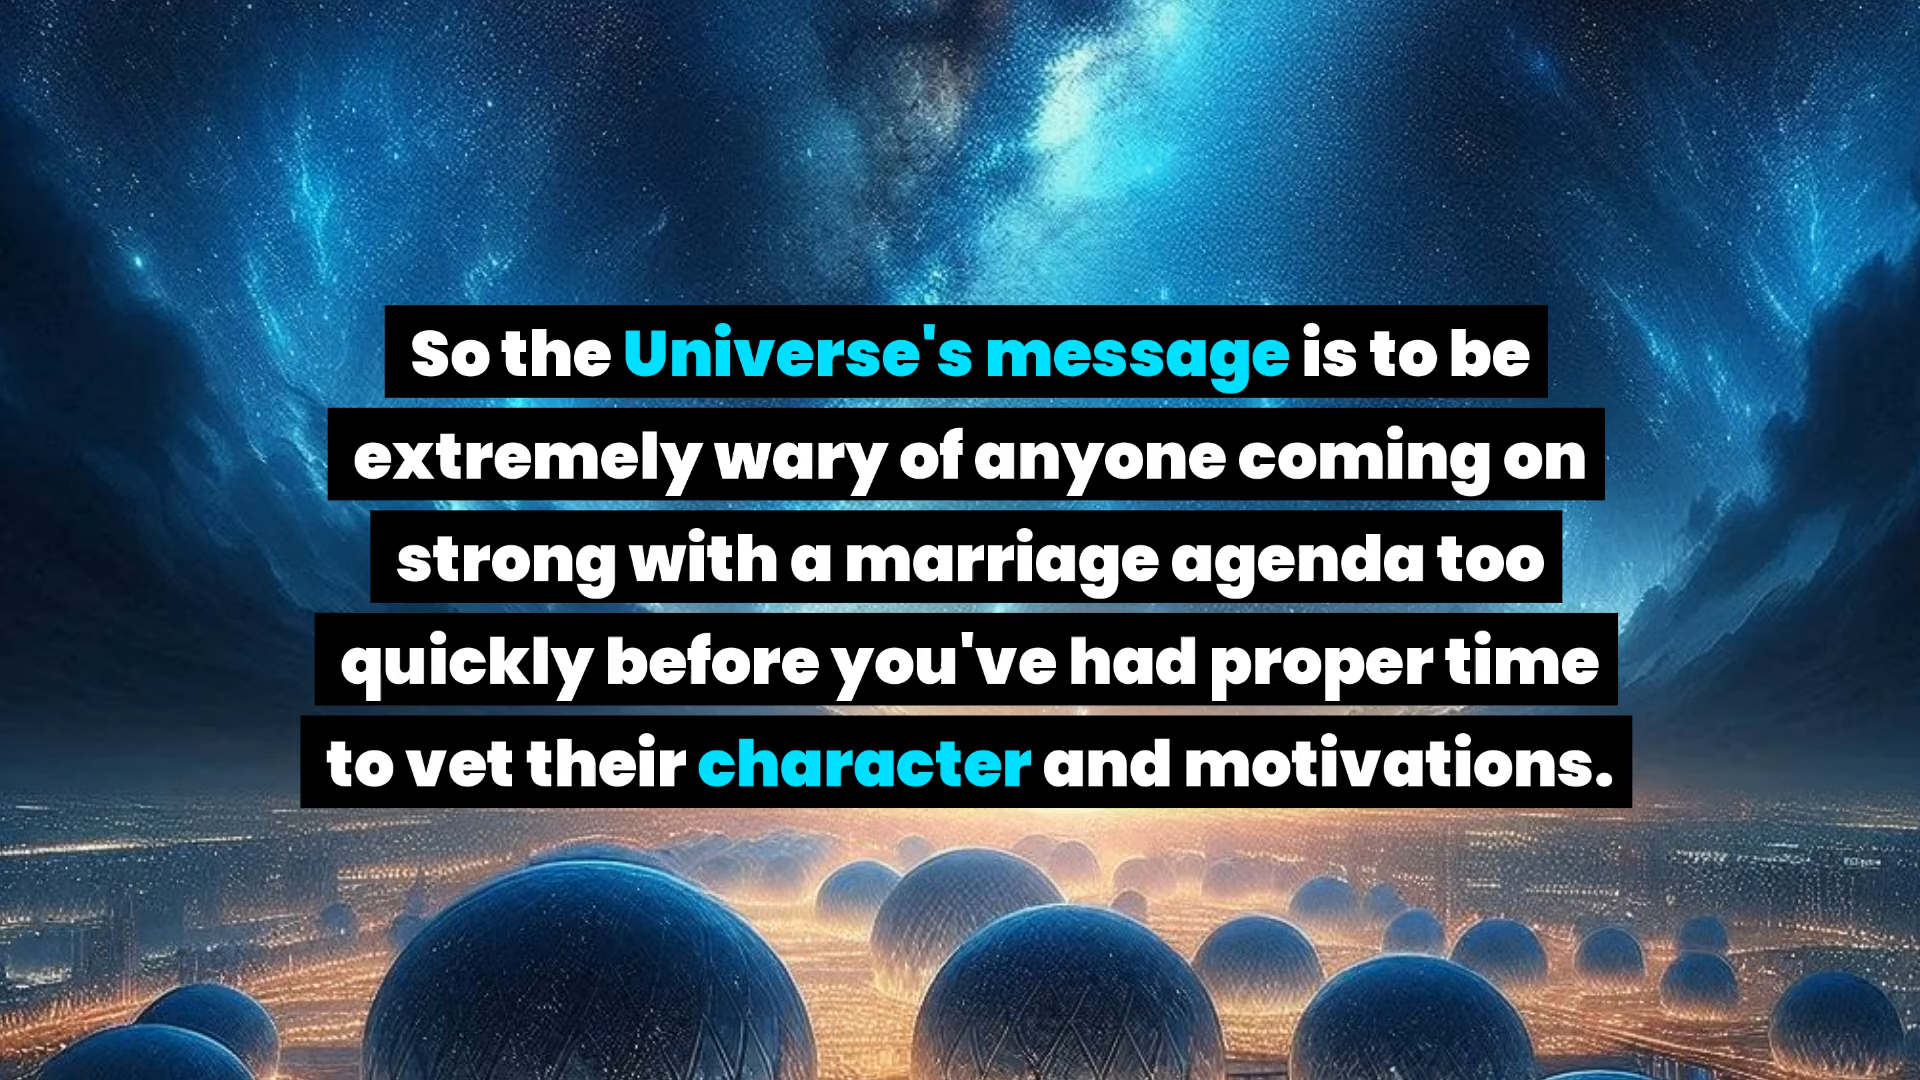 So the Universe's message is to be
extremely wary of anyone coming on
strong with a marriage agenda too
quickly before you've had proper time
to vet their character and motivations.